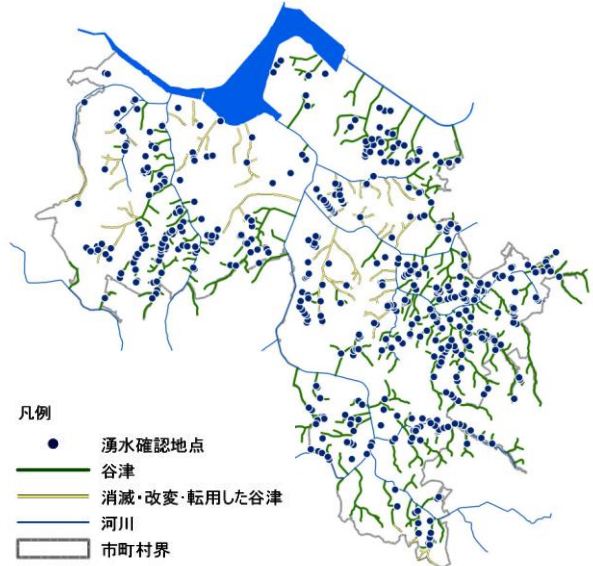 凡例
湧水確認地点
谷津
消滅・改変・転用した谷津
河川
市町村界